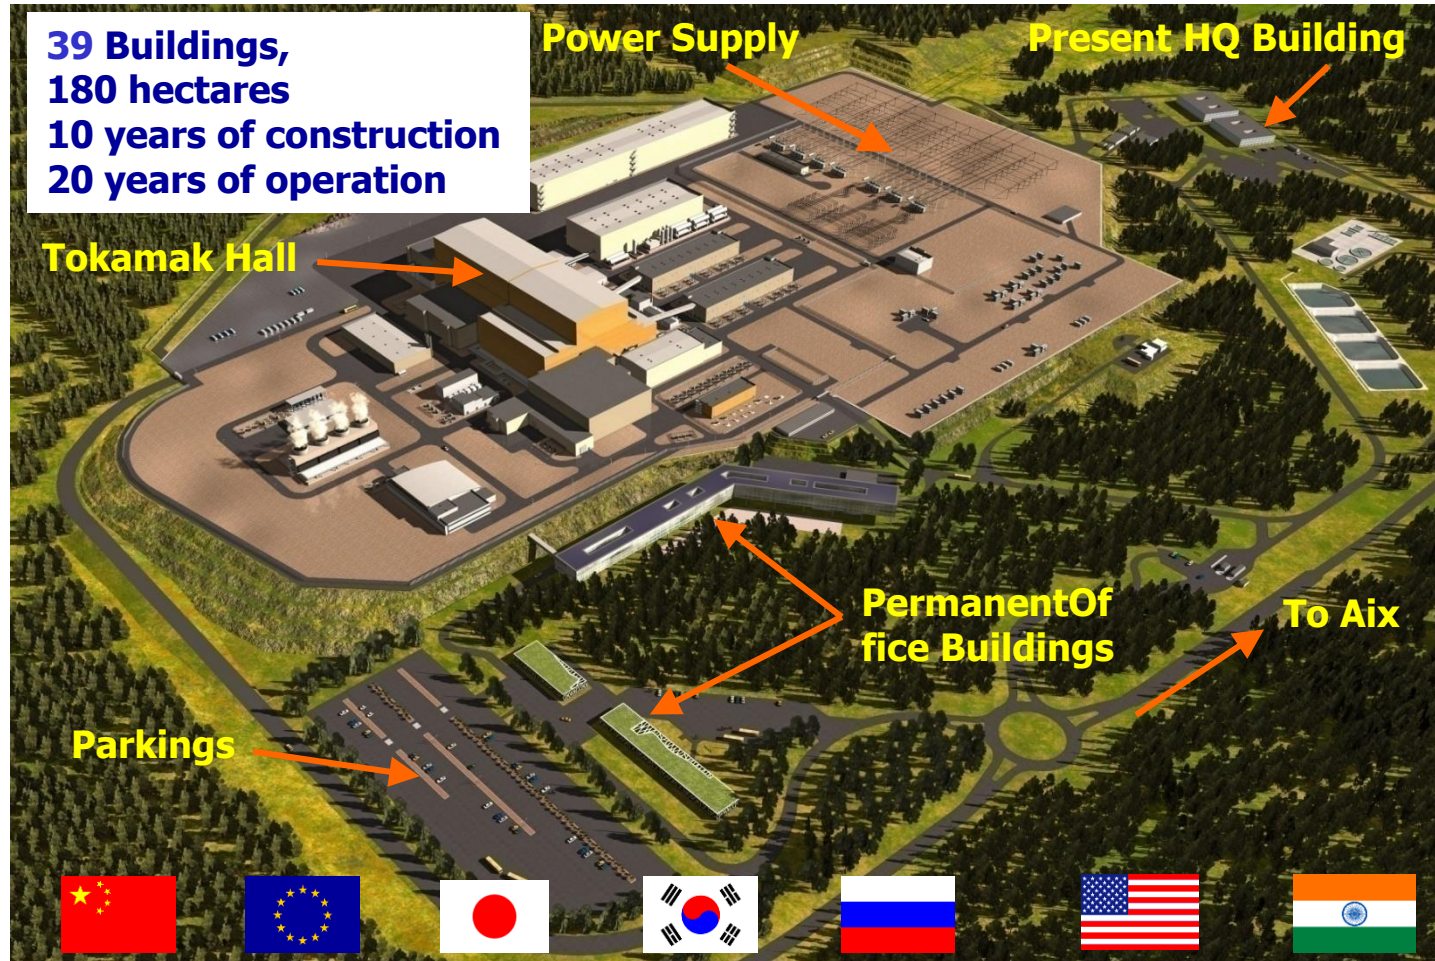 39 Buildings,
180 hectares
10 years of construction
20 years of operation
Power Supply
Present HQ Building
Tokamak Hall
PermanentOf
fice Buildings
To Aix
Parkings